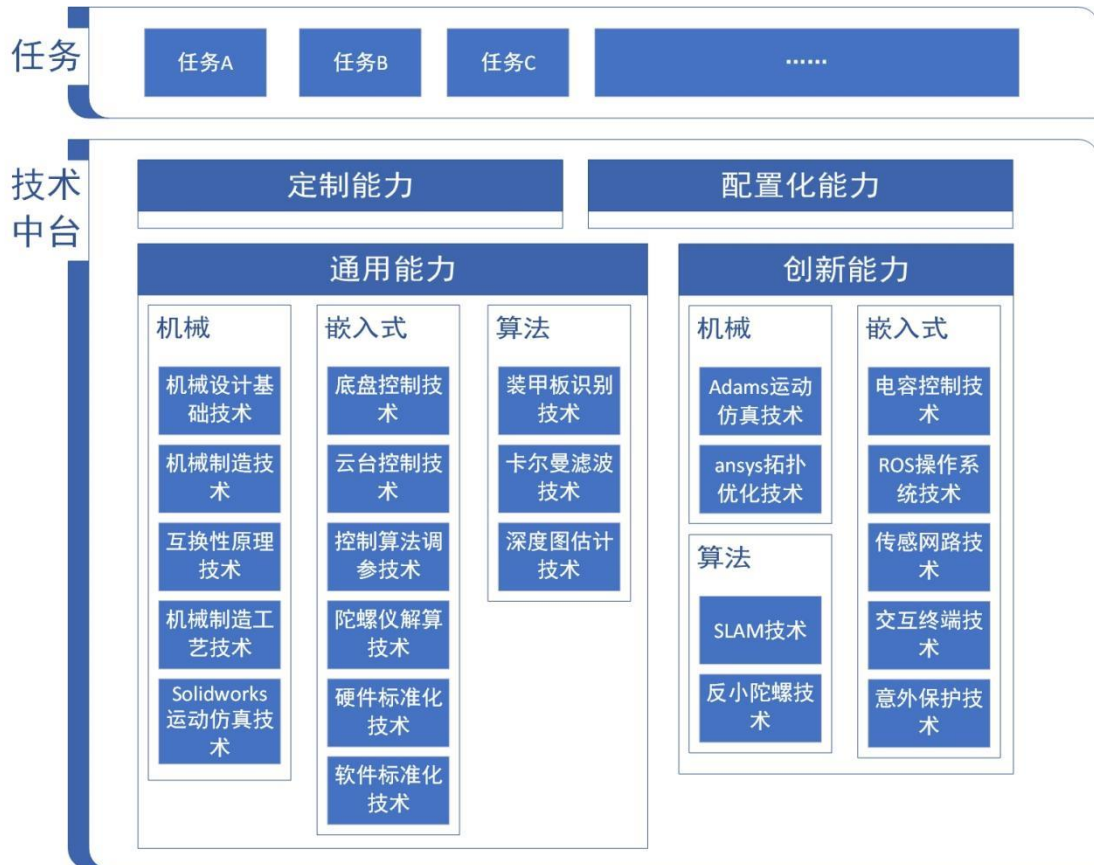 任务
任务A
任务B
任务C
……
技术
中台
定制能力
配置化能力
通用能力
机械
机械设计基
础技术
机械制造技
术
互换性原理
技术
机械制造工
艺技术
Solidworks
运动仿真技
术
嵌入式
底盘控制技
术
云台控制技
术
控制算法调
参技术
陀螺仪解算
技术
硬件标准化
技术
软件标准化
技术
算法
装甲板识别
技术
卡尔曼滤波
技术
深度图估计
技术
创新能力
机械
Adams运动
仿真技术
ansys拓扑
优化技术
算法
SLAM技术
反小陀螺技
术
嵌入式
电容控制技
术
ROS操作系
统技术
传感网路技
术
交互终端技
术
意外保护技
术